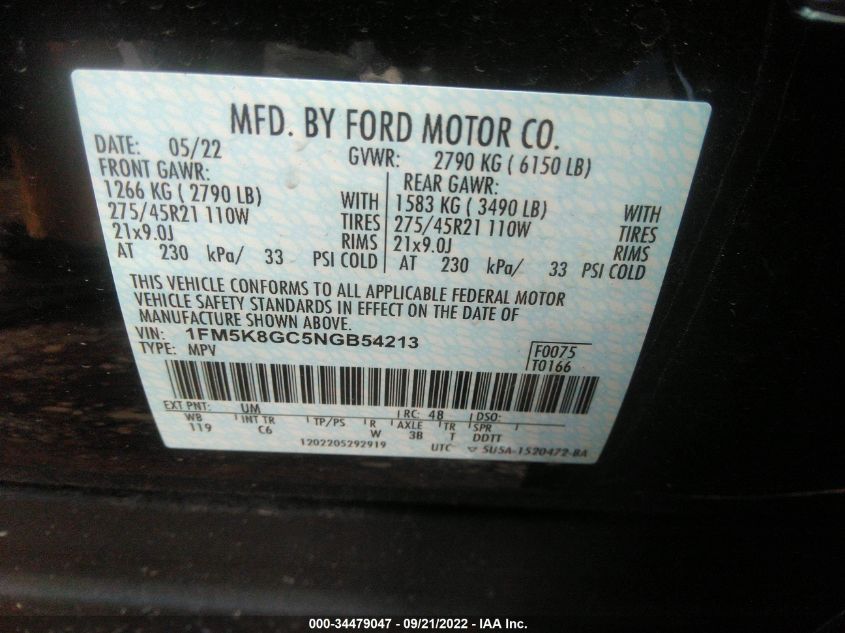 MFD. BY FORD MOTOR CO.
DATE: 05/22 GVWR: 2790 KG ( 6150 LB)
FRONT GAWR: REAR GAWR:
1266 KG ( 2790 LB) WITH 1583 KG ( 3490 LB) WITH
275/45R21 110W TIRES 275/45R21 110W TIRES
21x9.0J RIMS 21x9.0J RIMS
AT 230 kPa/ 33 PSI COLD AT 230 kPa/ 33 PSI COLD
THIS VEHICLE CONFORMS TO ALL APPLICABLE FEDERAL MOTOR
VEHICLE SAFETY STANDARDS IN EFFECT ON THE DATE OF
MANUFACTURE SHOWN ABOVE.
VIN: 1FM5K8GC5NGB54213
TYPE: MPV
F0075
T0166
EXT PNT: UM RC: 48 DSO:
WB INT TR TP/PS R AXLE TR SPR
119 C6 W 3B T DDTT
1202205292919
UTC ▽ SU5A-1520472-BA
000-34479047 - 09/21/2022 - IAA Inc.